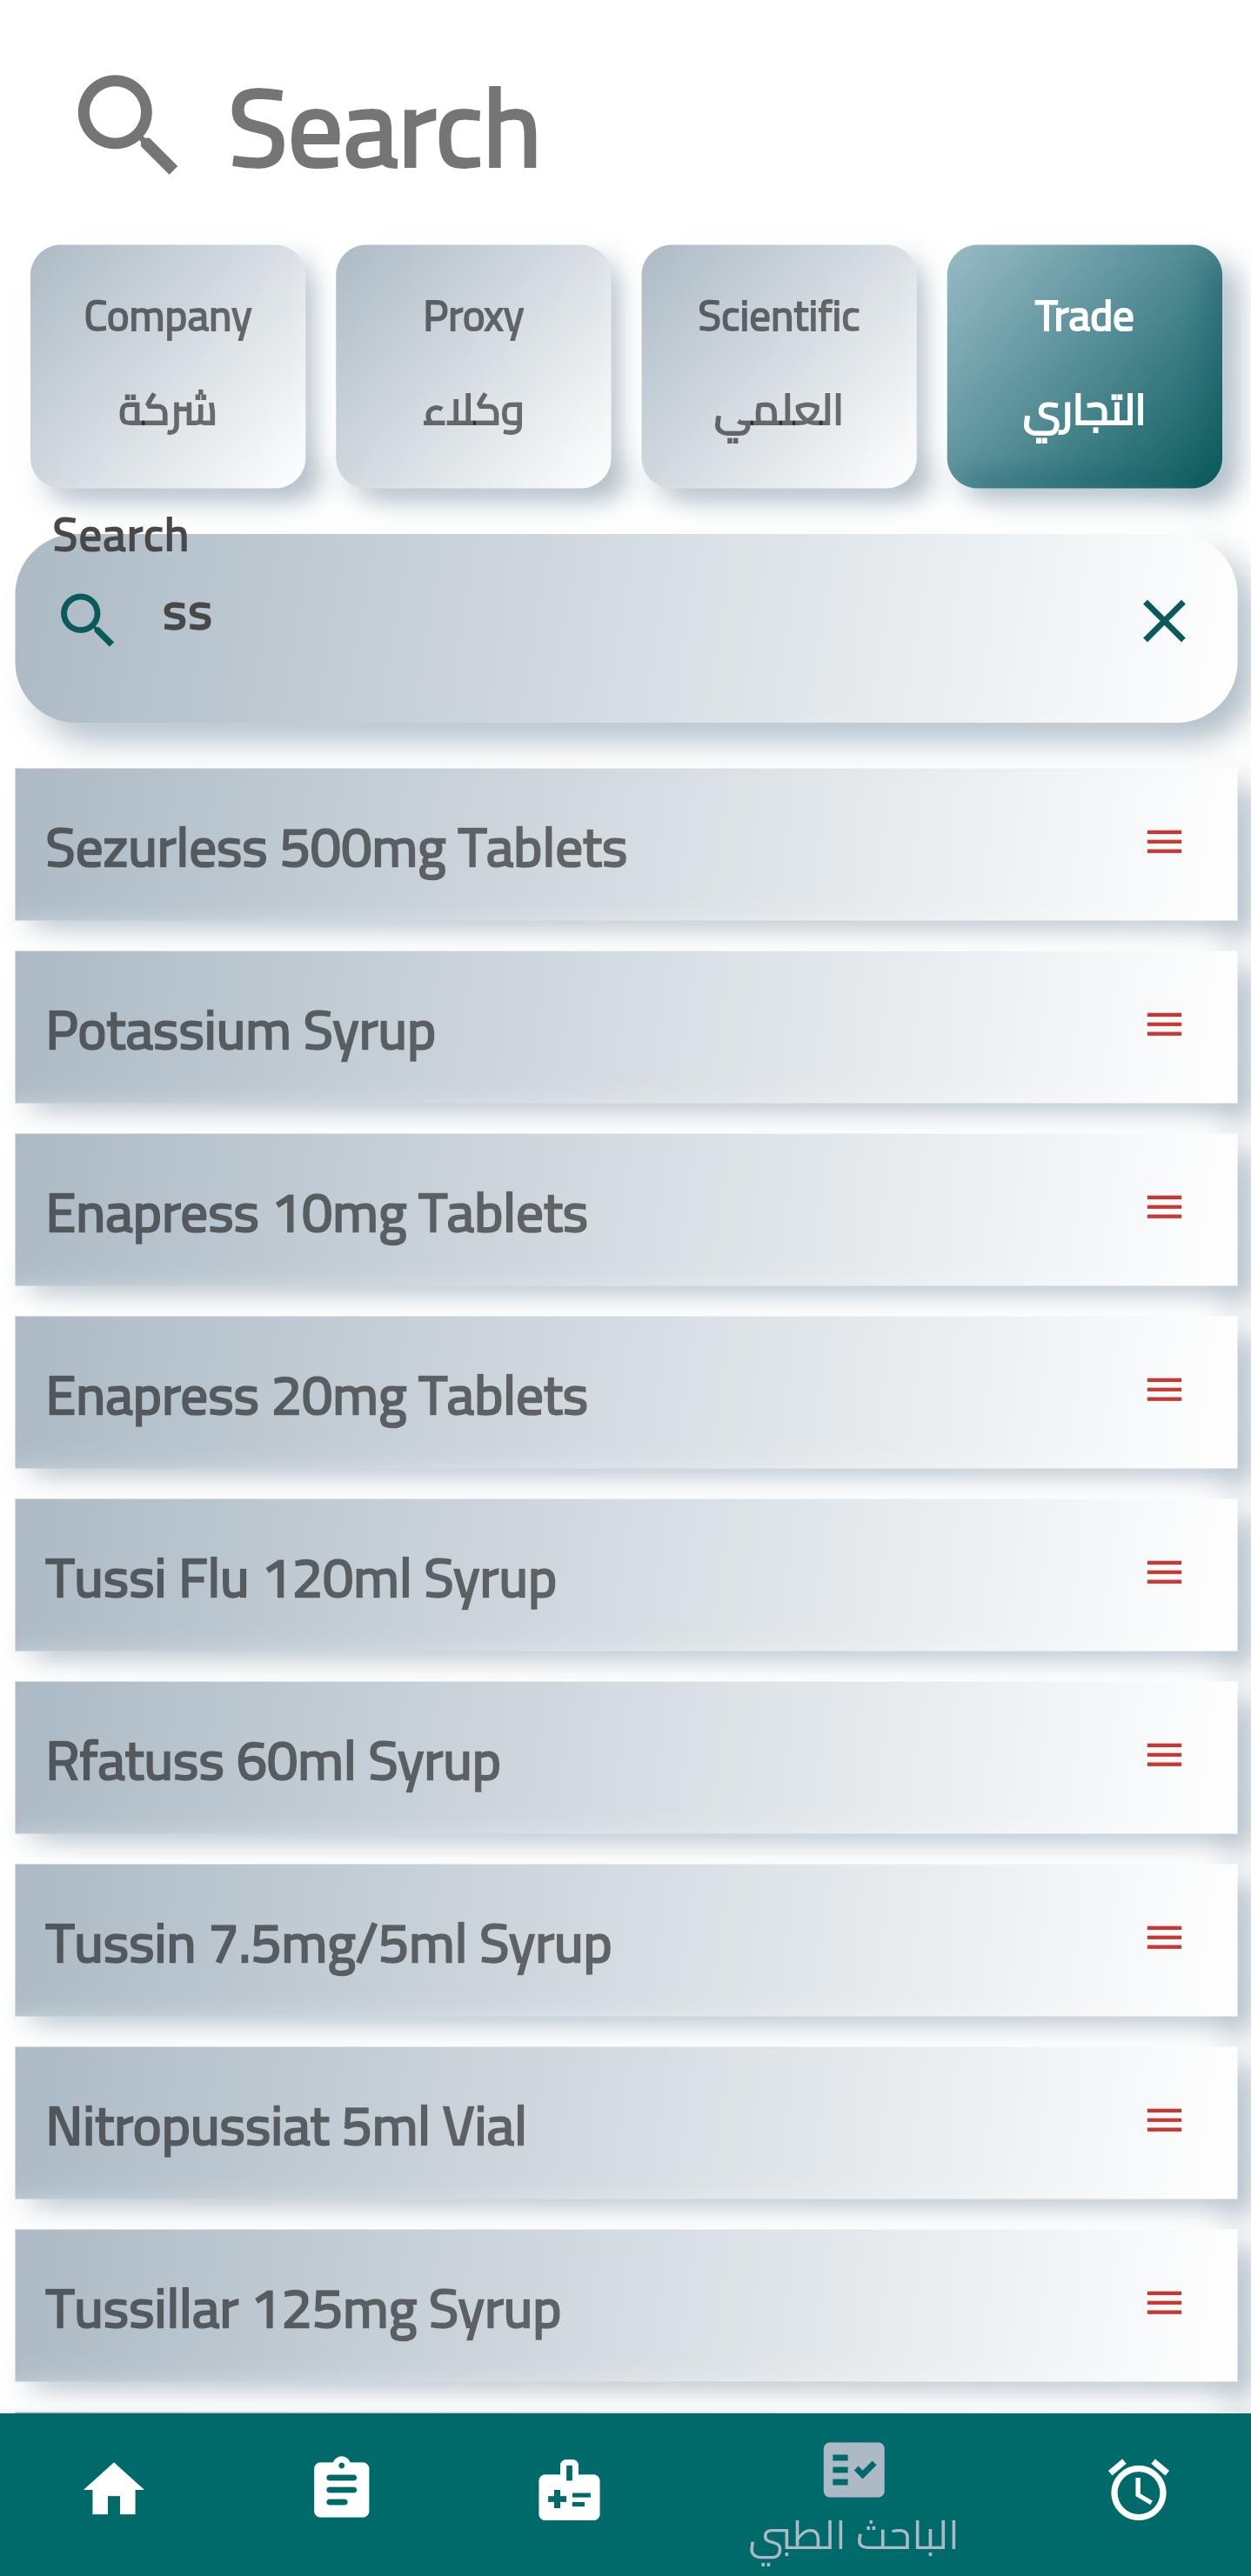 Search
Company
شركة
Proxy
وكلاء
Scientific
العلمي
Trade
التجاري
Search
ss
Sezurless 500mg Tablets
Potassium Syrup
Enapress 10mg Tablets
Enapress 20mg Tablets
Tussi Flu 120ml Syrup
Rfatuss 60ml Syrup
Tussin 7.5mg/5ml Syrup
Nitropussiat 5ml Vial
Tussillar 125mg Syrup
الباحث الطبي